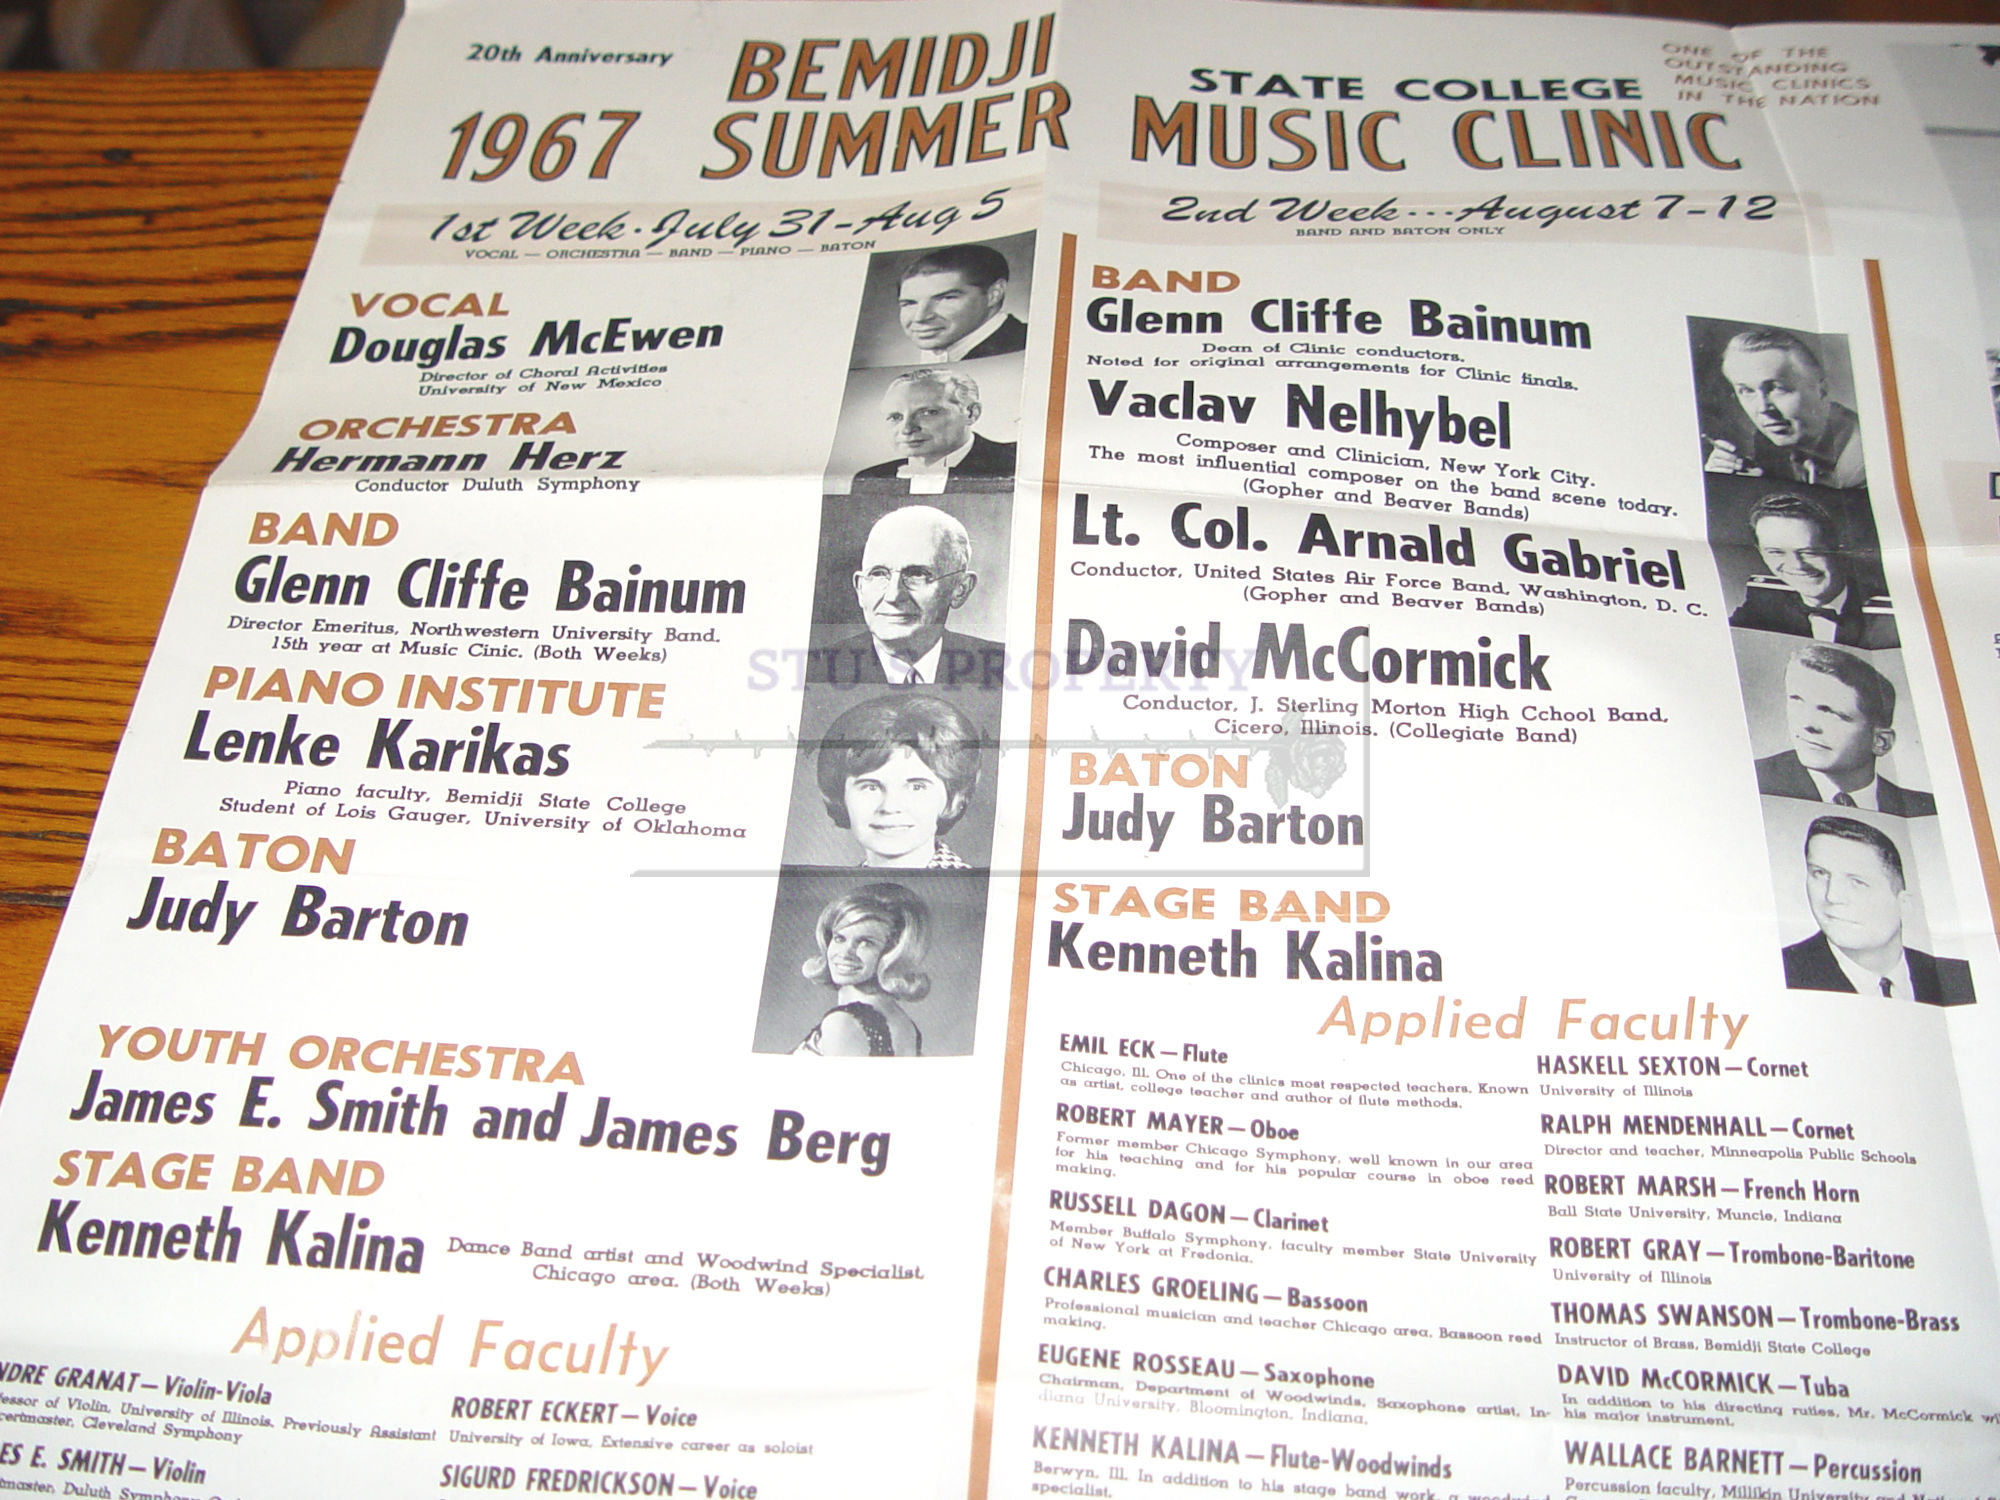 20th Anniversary
BEMIDJI STATE COLLEGE
1967 SUMMER MUSIC CLINIC
ONE OF THE
OUTSTANDING
MUSIC CLINICS
IN THE NATION
1st Week - July 31-Aug 5
VOCAL — ORCHESTRA — BAND — PIANO — BATON
VOCAL
Douglas McEwen
Director of Choral Activities
University of New Mexico
ORCHESTRA
Hermann Herz
Conductor Duluth Symphony
BAND
Glenn Cliffe Bainum
Director Emeritus, Northwestern University Band.
15th year at Music Cinic. (Both Weeks)
PIANO INSTITUTE
Lenke Karikas
Piano faculty, Bemidji State College
Student of Lois Gauger, University of Oklahoma
BATON
Judy Barton
YOUTH ORCHESTRA
James E. Smith and James Berg
STAGE BAND
Kenneth Kalina
Dance Band artist and Woodwind Specialist,
Chicago area. (Both Weeks)
Applied Faculty
NDRE GRANAT — Violin-Viola
essor of Violin, University of Illinois. Previously Assistant
certmaster, Cleveland Symphony
ES E. SMITH — Violin
tmaster, Duluth Symphony
ROBERT ECKERT — Voice
University of Iowa, Extensive career as soloist
SIGURD FREDRICKSON — Voice
2nd Week --- August 7-12
BAND AND BATON ONLY
BAND
Glenn Cliffe Bainum
Dean of Clinic conductors.
Noted for original arrangements for Clinic finals.
Vaclav Nelhybel
Composer and Clinician, New York City.
The most influential composer on the band scene today.
(Gopher and Beaver Bands)
Lt. Col. Arnald Gabriel
Conductor, United States Air Force Band, Washington, D. C.
(Gopher and Beaver Bands)
David McCormick
Conductor, J. Sterling Morton High Cchool Band,
Cicero, Illinois. (Collegiate Band)
BATON
Judy Barton
STAGE BAND
Kenneth Kalina
Applied Faculty
EMIL ECK — Flute
Chicago, Ill. One of the clinics most respected teachers. Known
as artist, college teacher and author of flute methods.
ROBERT MAYER — Oboe
Former member Chicago Symphony, well known in our area
for his teaching and for his popular course in oboe reed
making.
RUSSELL DAGON — Clarinet
Member Buffalo Symphony, faculty member State University
of New York at Fredonia.
CHARLES GROELING — Bassoon
Professional musician and teacher Chicago area, Bassoon reed
making.
EUGENE ROSSEAU — Saxophone
Chairman, Department of Woodwinds, Saxophone artist, In-
diana University, Bloomington, Indiana,
KENNETH KALINA — Flute-Woodwinds
Berwyn, Ill. In addition to his stage band work, a woodwind
specialist.
HASKELL SEXTON — Cornet
University of Illinois
RALPH MENDENHALL — Cornet
Director and teacher, Minneapolis Public Schools
ROBERT MARSH — French Horn
Ball State University, Muncie, Indiana
ROBERT GRAY — Trombone-Baritone
University of Illinois
THOMAS SWANSON — Trombone-Brass
Instructor of Brass, Bemidji State College
DAVID McCORMICK — Tuba
In addition to his directing ruties, Mr. McCormick wi
his major instrument.
WALLACE BARNETT — Percussion
Percussion faculty, Millikin University and
STU'S PROPERTY